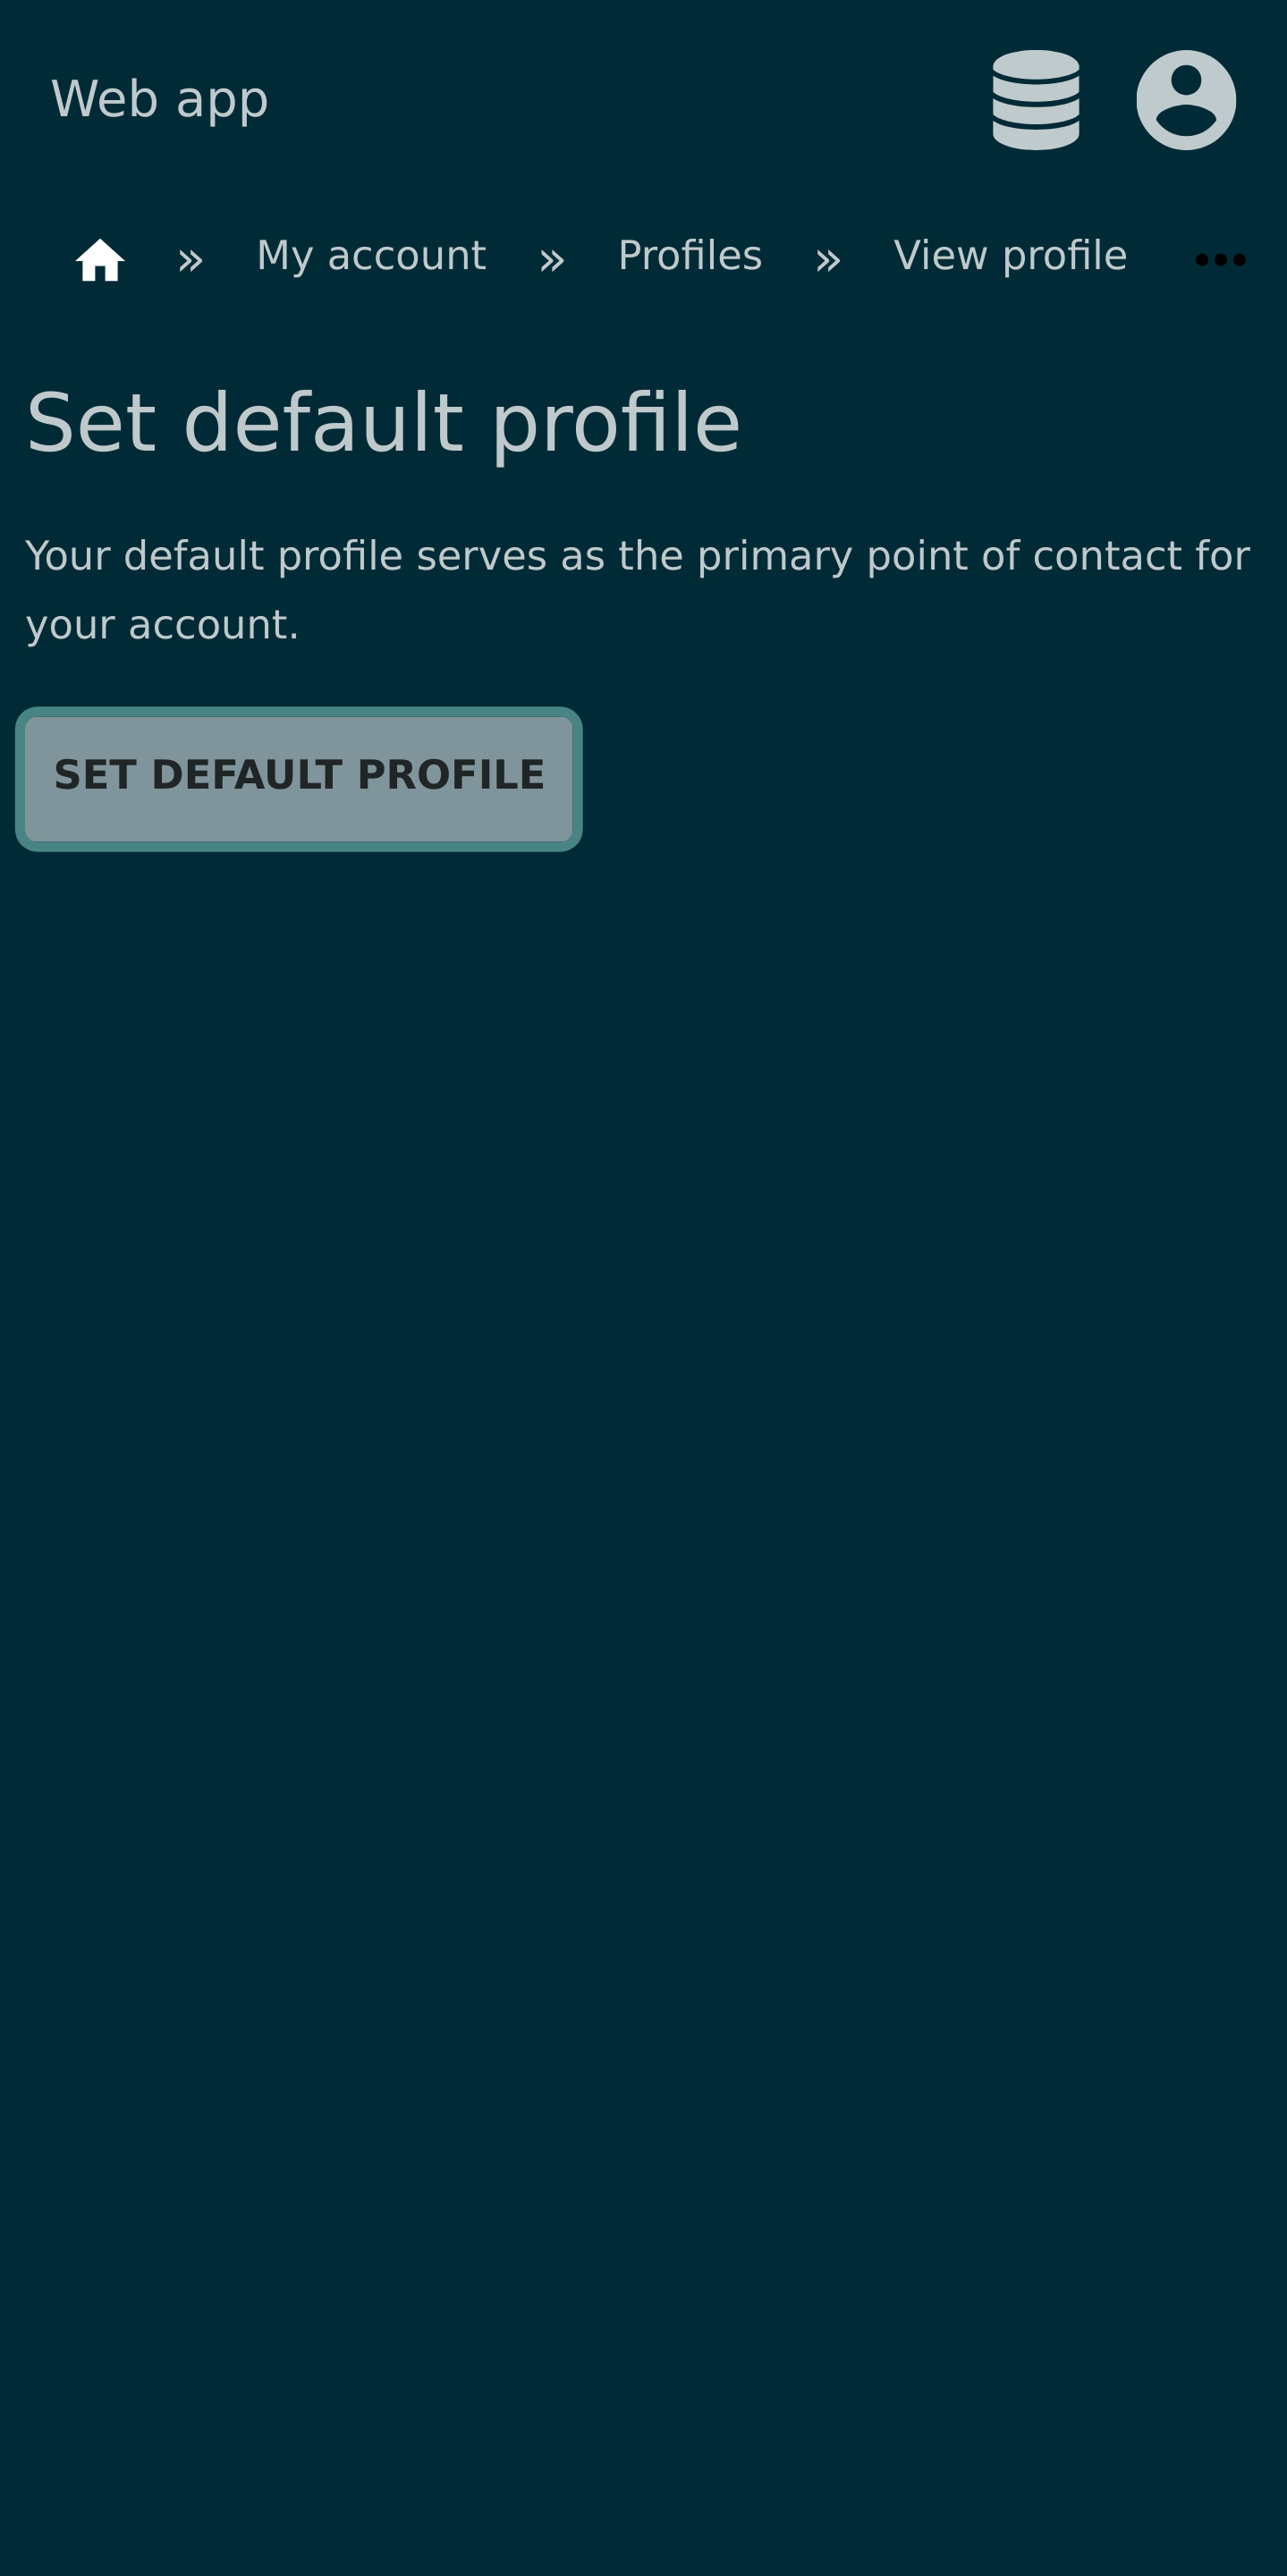 Web app
» My account » Profiles » View profile •••
Set default profile
Your default profile serves as the primary point of contact for
your account.
SET DEFAULT PROFILE